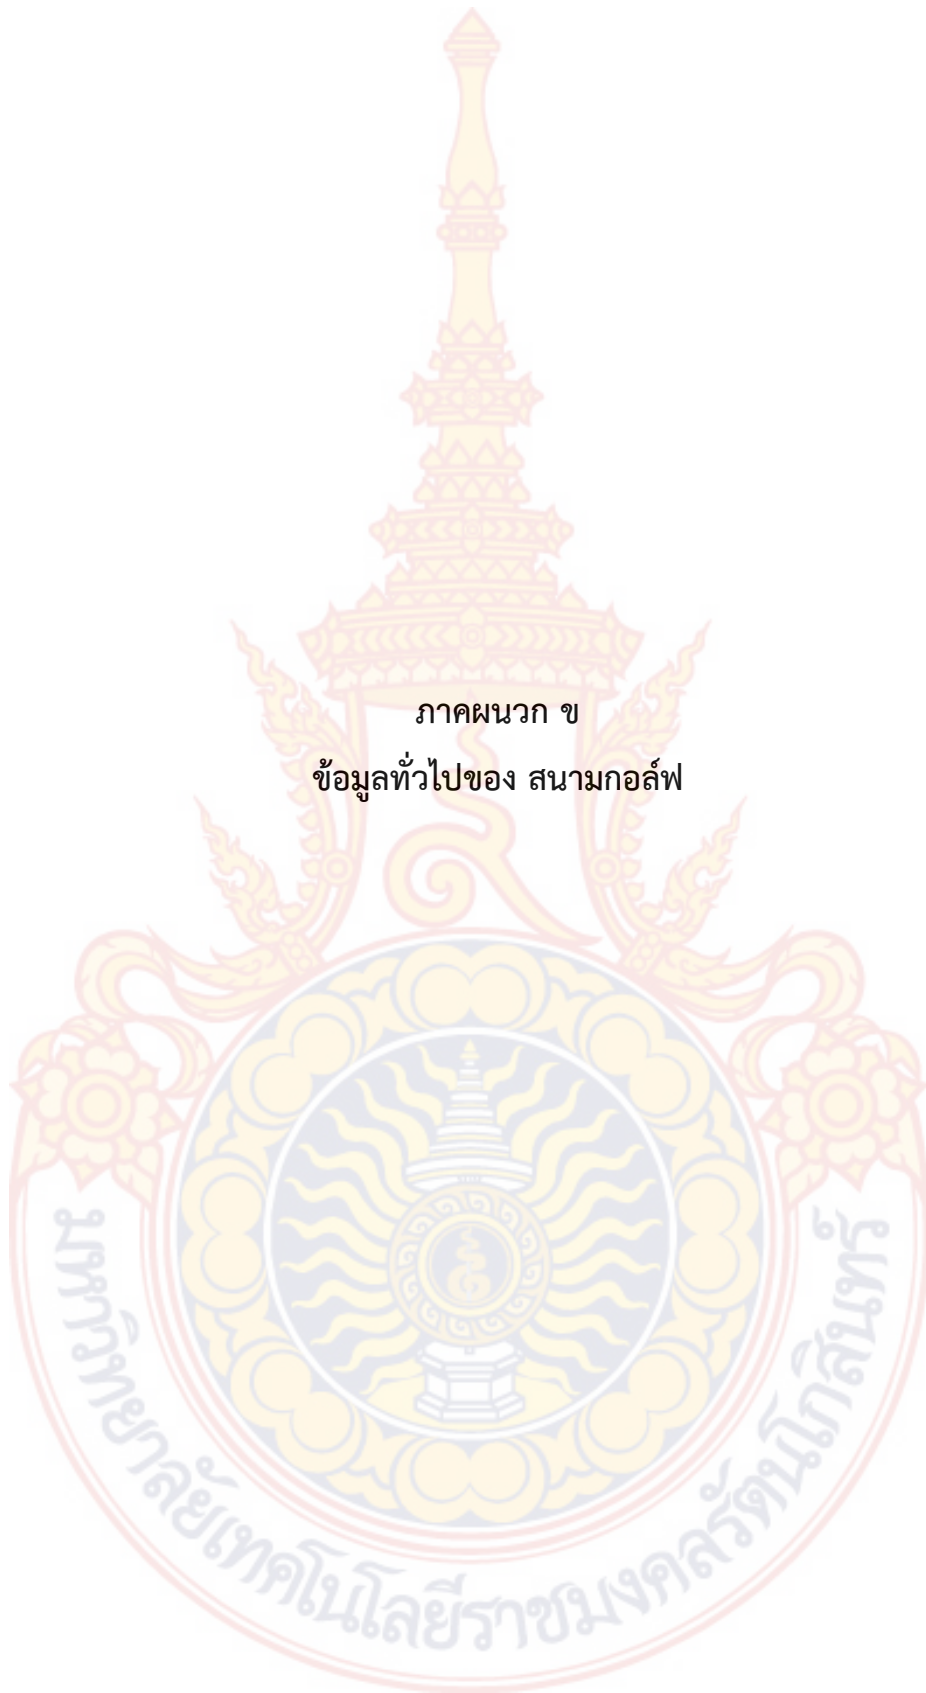 ภาคผนวก ข
ข้อมูลทั่วไปของ สนามกอล์ฟ
มหาวิทยาลัยเทคโนโลยีราชมงคลรัตนโกสินทร์